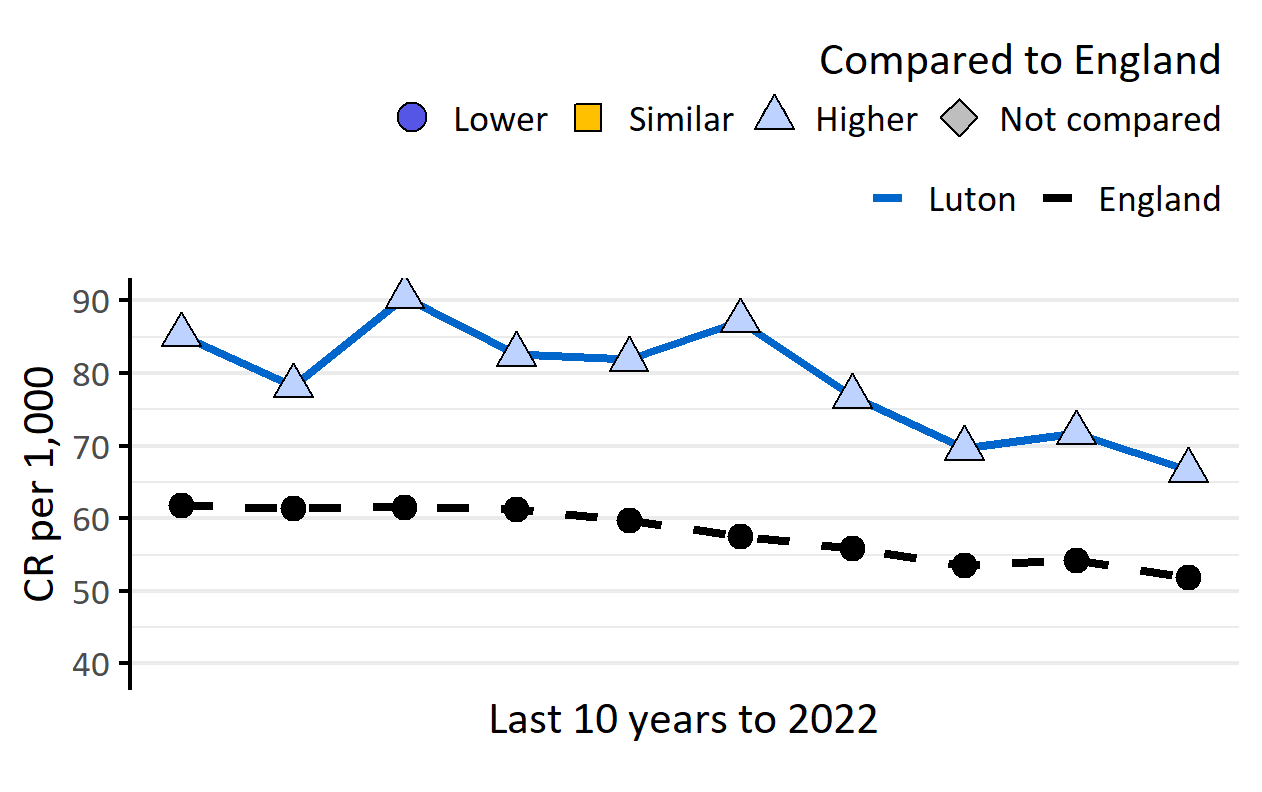 Compared to England
Lower Similar Higher Not compared
Luton England
90
80
70
60
50
40
CR per 1,000
Last 10 years to 2022